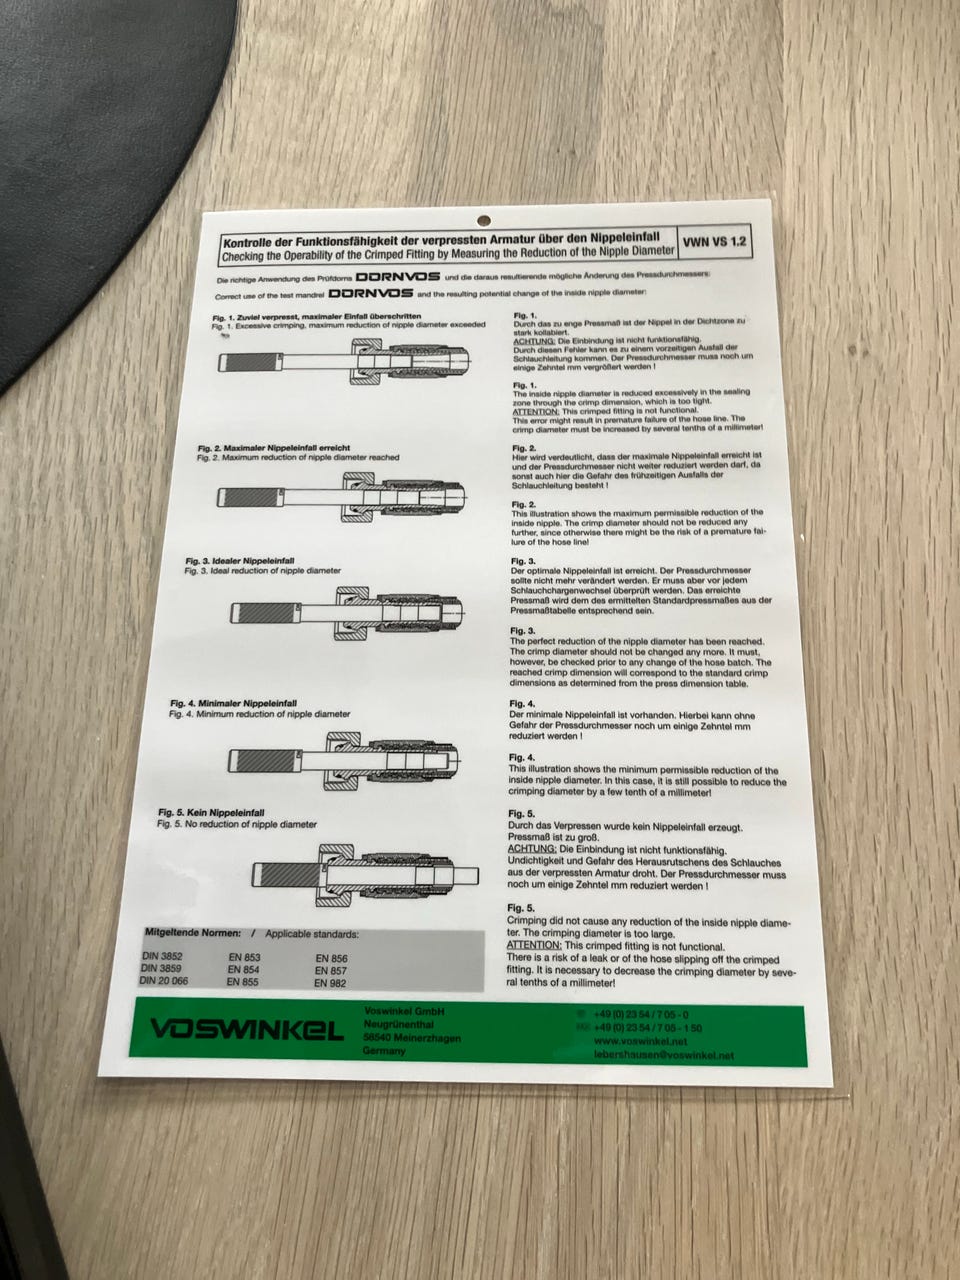 Kontrolle der Funktionsfähigkeit der verpressten Armatur über den Nippeleinfall
Checking the Operability of the Crimped Fitting by Measuring the Reduction of the Nipple Diameter
VWN VS 1.2
Die richtige Anwendung des Prüfdorns DORNVOS und die daraus resultierende mögliche Änderung des Pressdurchmessers:
Correct use of the test mandrel DORNVOS and the resulting potential change of the inside nipple diameter:
Fig. 1. Zuviel verpresst, maximaler Einfall überschritten
Fig. 1. Excessive crimping, maximum reduction of nipple diameter exceeded
Fig. 1.
Durch das zu enge Pressmaß ist der Nippel in der Dichtzone zu
stark kollabiert.
ACHTUNG: Die Einbindung ist nicht funktionsfähig.
Durch diesen Fehler kann es zu einem vorzeitigen Ausfall der
Schlauchleitung kommen. Der Pressdurchmesser muss noch um
einige Zehntel mm vergrößert werden !
Fig. 1.
The inside nipple diameter is reduced excessively in the sealing
zone through the crimp dimension, which is too tight.
ATTENTION: This crimped fitting is not functional.
This error might result in premature failure of the hose line. The
crimp diameter must be increased by several tenths of a millimeter!
Fig. 2. Maximaler Nippeleinfall erreicht
Fig. 2. Maximum reduction of nipple diameter reached
Fig. 2.
Hier wird verdeutlicht, dass der maximale Nippeleinfall erreicht ist
und der Pressdurchmesser nicht weiter reduziert werden darf, da
sonst auch hier die Gefahr des frühzeitigen Ausfalls der
Schlauchleitung besteht !
Fig. 2.
This illustration shows the maximum permissible reduction of the
inside nipple. The crimp diameter should not be reduced any
further, since otherwise there might be the risk of a premature fai-
lure of the hose line!
Fig. 3. Idealer Nippeleinfall
Fig. 3. Ideal reduction of nipple diameter
Fig. 3.
Der optimale Nippeleinfall ist erreicht. Der Pressdurchmesser
sollte nicht mehr verändert werden. Er muss aber vor jedem
Schlauchchargenwechsel überprüft werden. Das erreichte
Pressmaß wird dem des ermittelten Standardpressmaßes aus der
Pressmaßtabelle entsprechend sein.
Fig. 3.
The perfect reduction of the nipple diameter has been reached.
The crimp diameter should not be changed any more. It must,
however, be checked prior to any change of the hose batch. The
reached crimp dimension will correspond to the standard crimp
dimensions as determined from the press dimension table.
Fig. 4. Minimaler Nippeleinfall
Fig. 4. Minimum reduction of nipple diameter
Fig. 4.
Der minimale Nippeleinfall ist vorhanden. Hierbei kann ohne
Gefahr der Pressdurchmesser noch um einige Zehntel mm
reduziert werden !
Fig. 4.
This illustration shows the minimum permissible reduction of the
inside nipple diameter. In this case, it is still possible to reduce the
crimping diameter by a few tenth of a millimeter!
Fig. 5. Kein Nippeleinfall
Fig. 5. No reduction of nipple diameter
Fig. 5.
Durch das Verpressen wurde kein Nippeleinfall erzeugt.
Pressmaß ist zu groß.
ACHTUNG: Die Einbindung ist nicht funktionsfähig.
Undichtigkeit und Gefahr des Herausrutschens des Schlauches
aus der verpressten Armatur droht. Der Pressdurchmesser muss
noch um einige Zehntel mm reduziert werden !
Fig. 5.
Crimping did not cause any reduction of the inside nipple diame-
ter. The crimping diameter is too large.
ATTENTION: This crimped fitting is not functional.
There is a risk of a leak or of the hose slipping off the crimped
fitting. It is necessary to decrease the crimping diameter by seve-
ral tenths of a millimeter!
Mitgeltende Normen: / Applicable standards:
DIN 3852 EN 853 EN 856
DIN 3859 EN 854 EN 857
DIN 20 066 EN 855 EN 982
VOSWINKEL
Voswinkel GmbH
Neugrünenthal
58540 Meinerzhagen
Germany
+49 (0) 23 54 / 7 05 - 0
+49 (0) 23 54 / 7 05 - 1 50
www.voswinkel.net
lebershausen@voswinkel.net